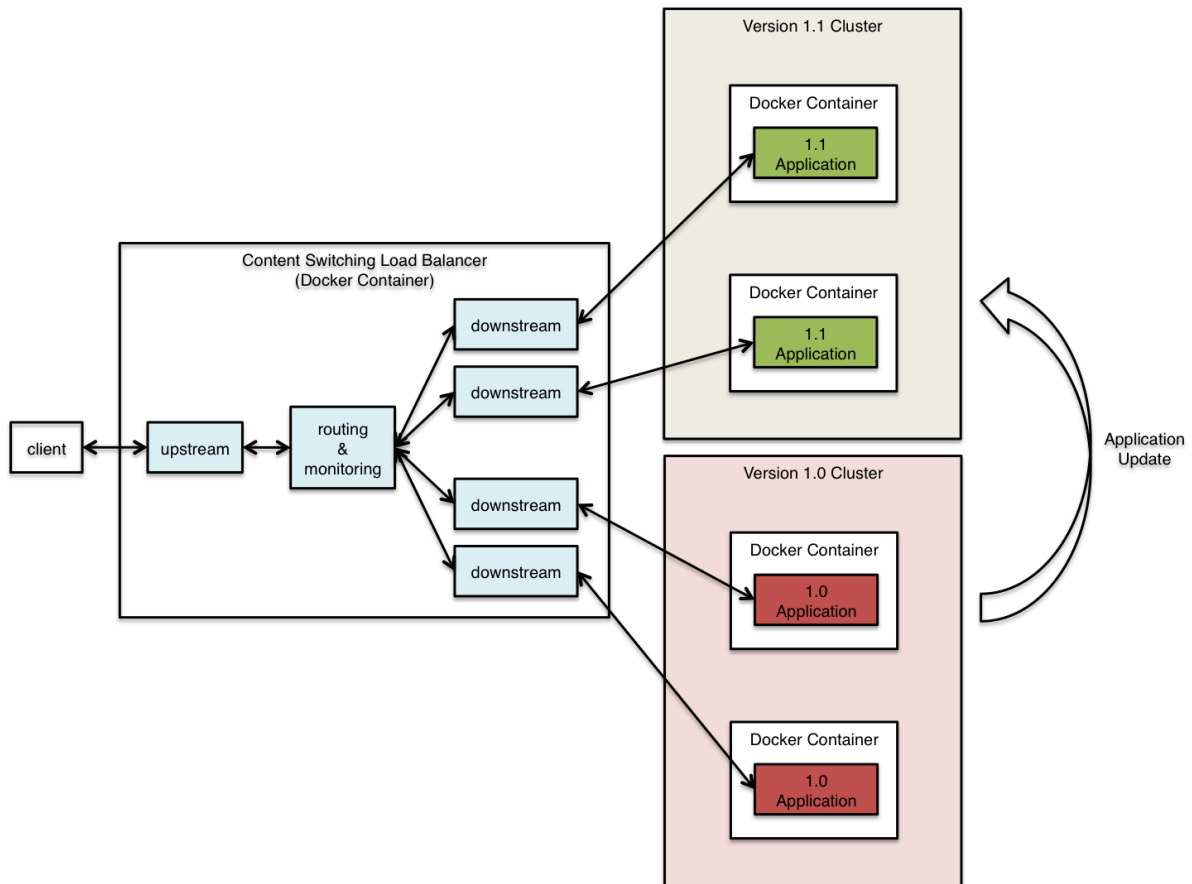 Version 1.1 Cluster
Docker Container
1.1
Application
Docker Container
1.1
Application
Content Switching Load Balancer
(Docker Container)
downstream
downstream
client
upstream
routing
&
monitoring
downstream
downstream
Application
Update
Version 1.0 Cluster
Docker Container
1.0
Application
Docker Container
1.0
Application